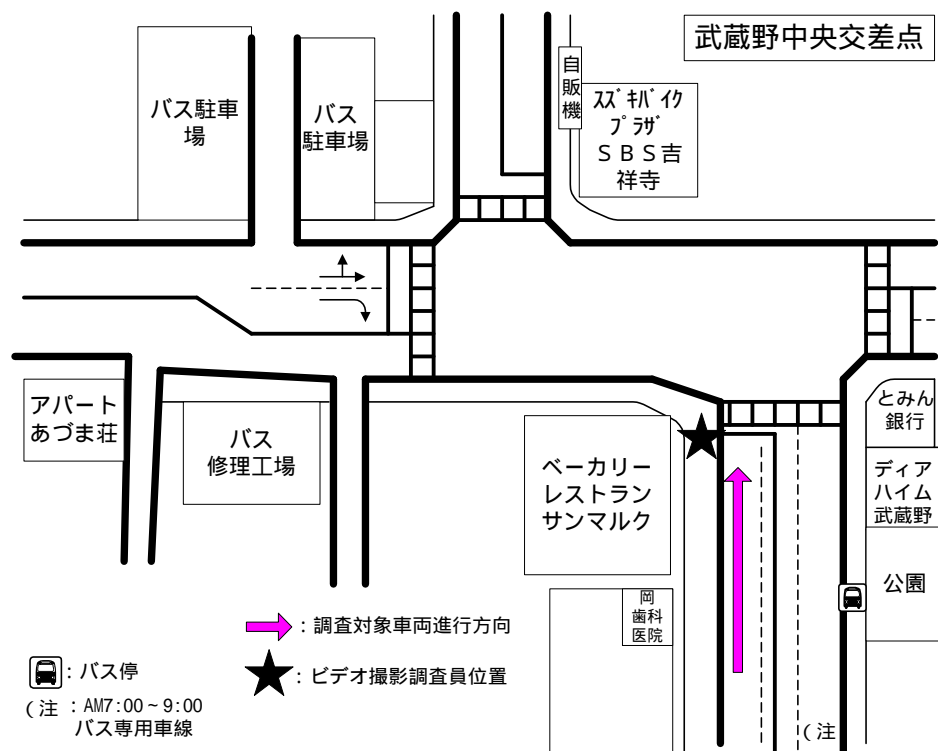 武蔵野中央交差点
自
販
機
バス駐車
場
バス
駐車場
ｽｽﾞｷﾊﾞｲｸ
ﾌﾟﾗｻﾞ
ＳＢＳ吉
祥寺
アパート
あづま荘
バス
修理工場
ベーカリー
レストラン
サンマルク
とみん
銀行
ディア
ハイム
武蔵野
公園
岡
歯科
医院
：調査対象車両進行方向
：バス停
：ビデオ撮影調査員位置
（注：AM7:00～9:00
バス専用車線
（注